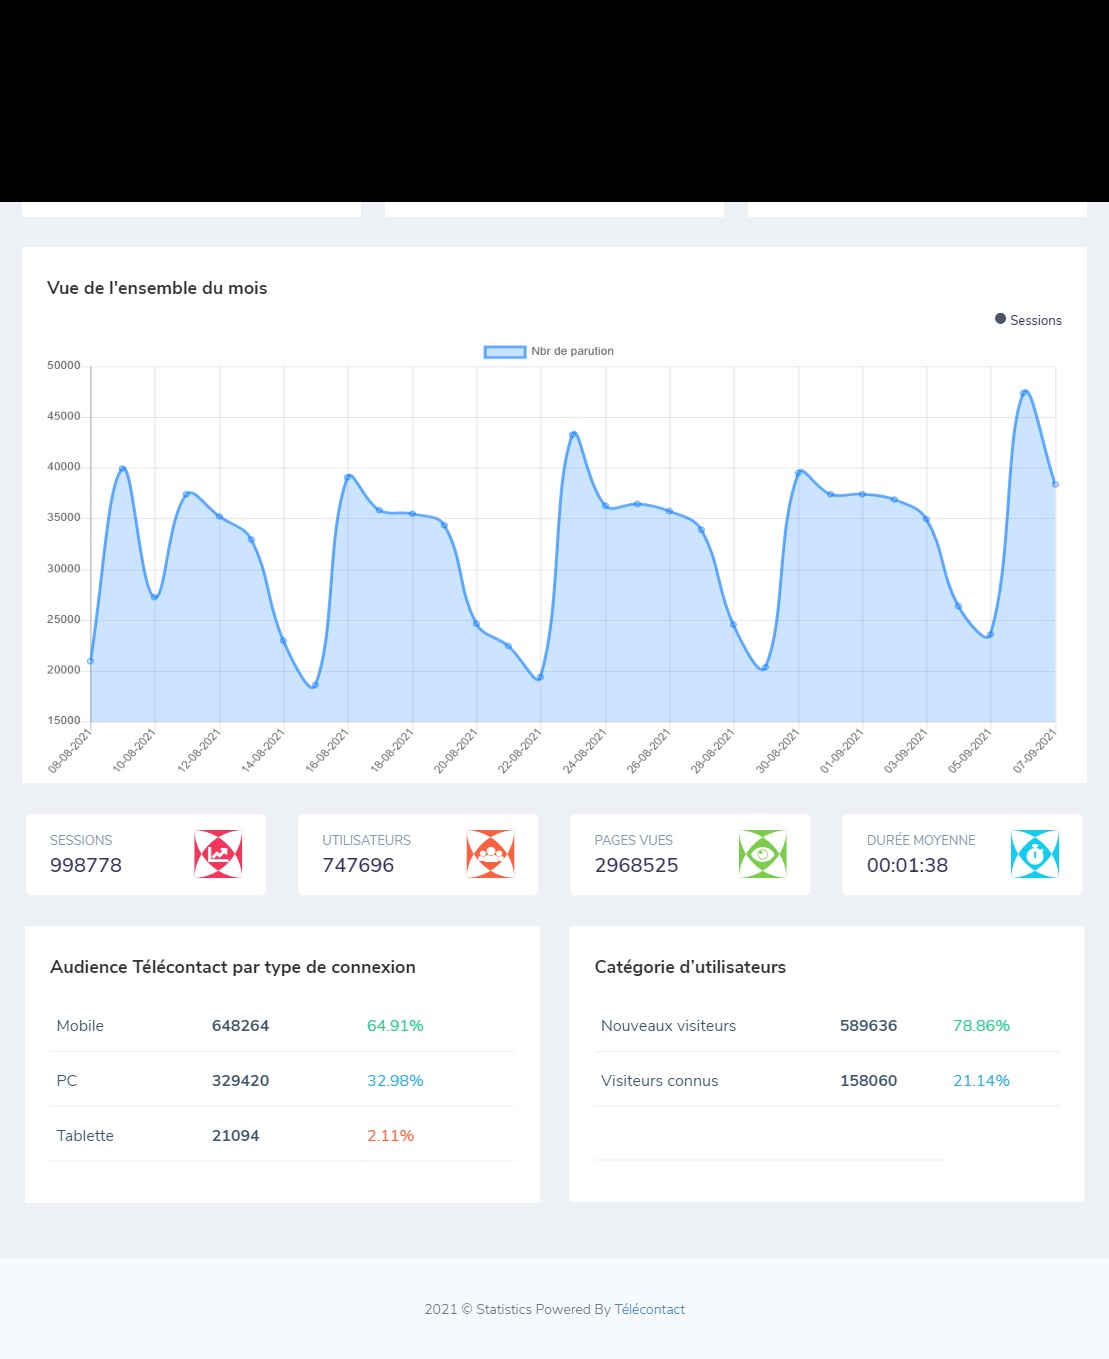 Vue de l'ensemble du mois
Sessions
Nbr de parution
50000
45000
40000
35000
30000
25000
20000
15000
08-08-2021
10-08-2021
12-08-2021
14-08-2021
16-08-2021
18-08-2021
20-08-2021
22-08-2021
24-08-2021
26-08-2021
28-08-2021
30-08-2021
01-09-2021
03-09-2021
05-09-2021
07-09-2021
SESSIONS
998778
UTILISATEURS
747696
PAGES VUES
2968525
DURÉE MOYENNE
00:01:38
Audience Télécontact par type de connexion
Mobile 648264 64.91%
PC 329420 32.98%
Tablette 21094 2.11%
Catégorie d’utilisateurs
Nouveaux visiteurs 589636 78.86%
Visiteurs connus 158060 21.14%
2021 © Statistics Powered By Télécontact